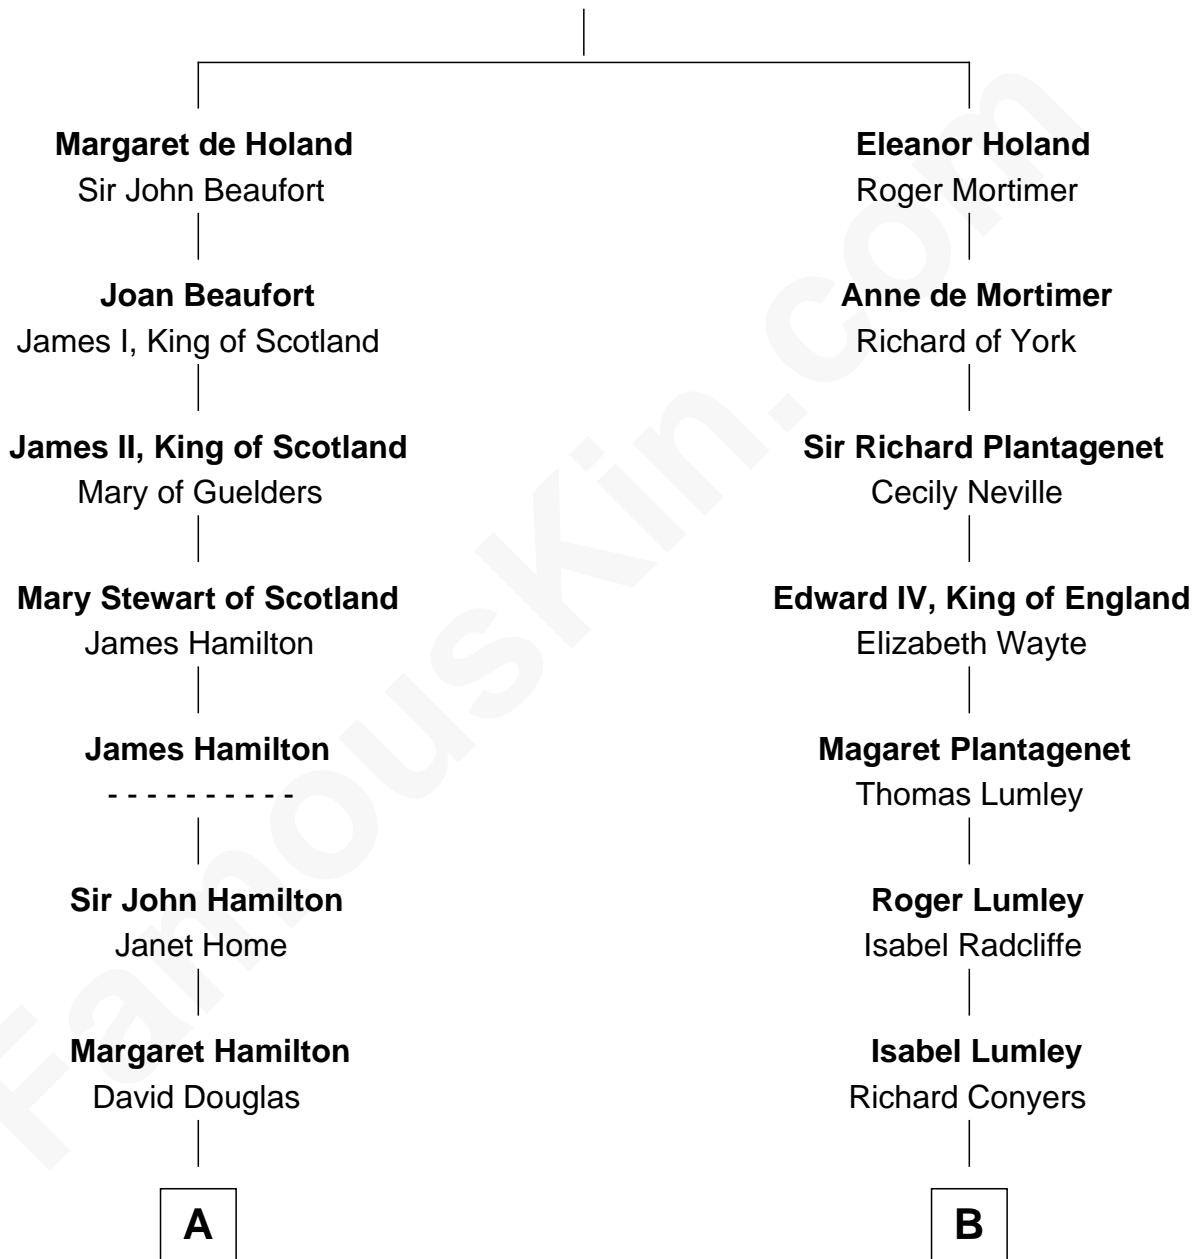 Margaret de Holand
Sir John Beaufort
Eleanor Holand
Roger Mortimer
Joan Beaufort
James I, King of Scotland
Anne de Mortimer
Richard of York
James II, King of Scotland
Mary of Guelders
Sir Richard Plantagenet
Cecily Neville
Mary Stewart of Scotland
James Hamilton
Edward IV, King of England
Elizabeth Wayte
James Hamilton
- - - - - - - - - -
Magaret Plantagenet
Thomas Lumley
Sir John Hamilton
Janet Home
Roger Lumley
Isabel Radcliffe
Margaret Hamilton
David Douglas
Isabel Lumley
Richard Conyers
A
B
FamousKin.com